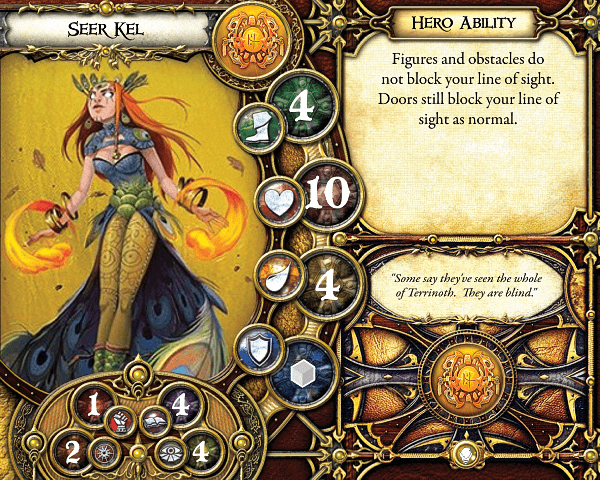 SEER KEL
4
10
4
1
4
2
4
HERO ABILITY
Figures and obstacles do
not block your line of sight.
Doors still block your line of
sight as normal.
"Some say they've seen the whole
of Terrinoth. They are blind."